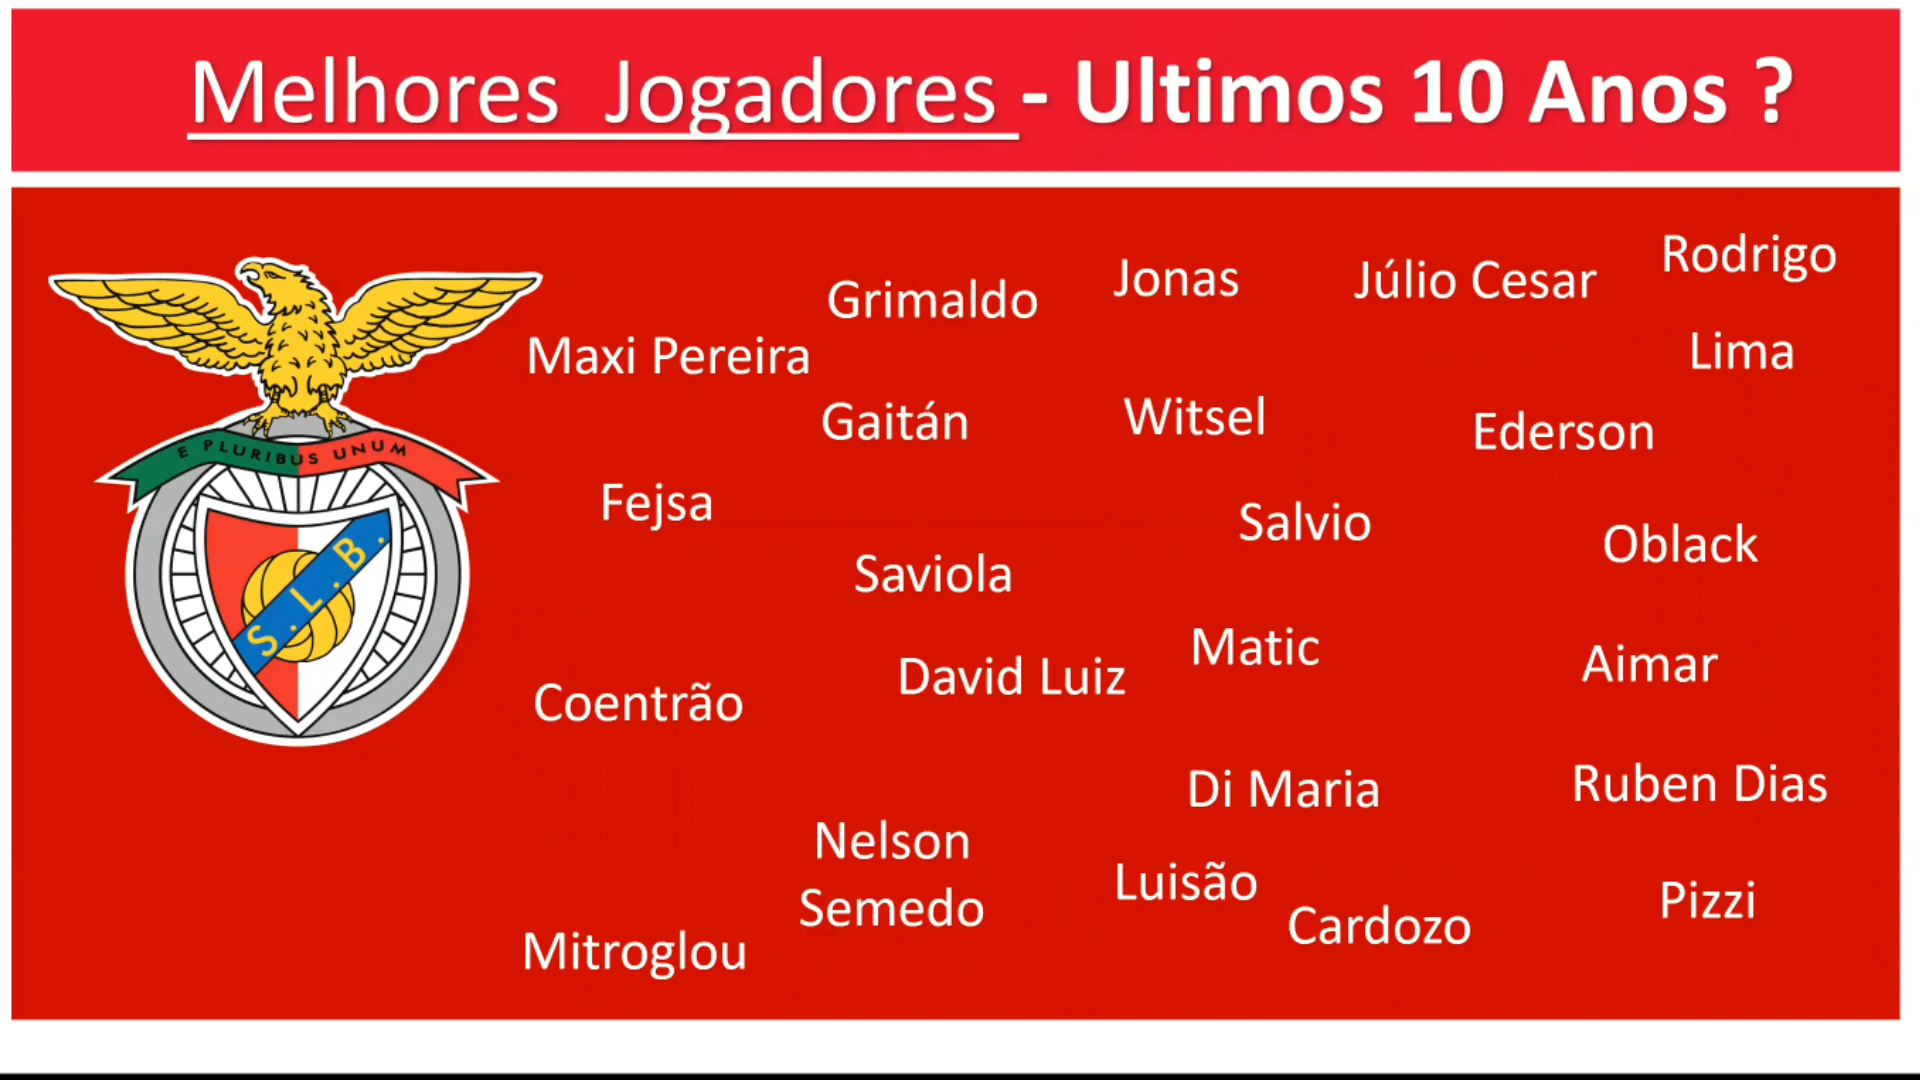 Melhores Jogadores - Ultimos 10 Anos ?
Rodrigo
Jonas
Júlio Cesar
Grimaldo
Maxi Pereira
Lima
Gaitán
Witsel
Ederson
E PLURIBUS UNUM
Fejsa
Salvio
Oblack
Saviola
S.L.B.
Matic
Aimar
David Luiz
Coentrão
Di Maria
Ruben Dias
Nelson
Semedo
Luisão
Cardozo
Pizzi
Mitroglou